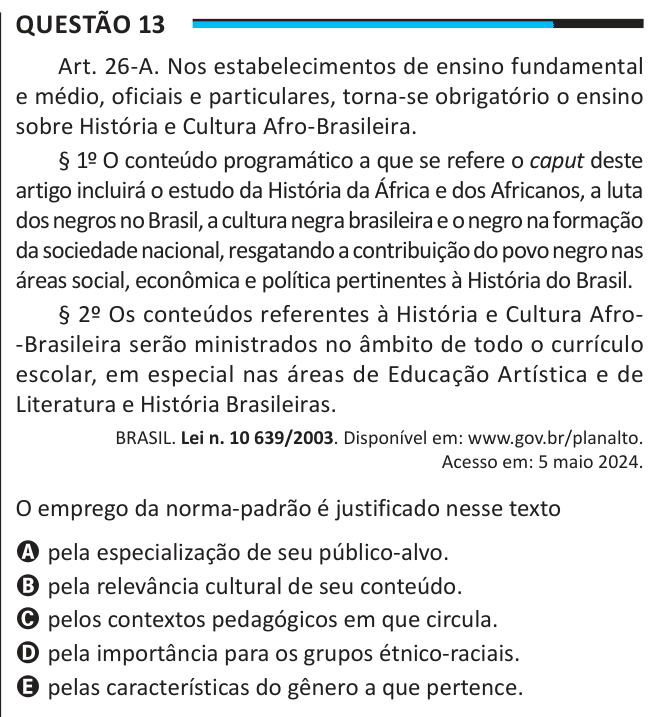 QUESTÃO 13
Art. 26-A. Nos estabelecimentos de ensino fundamental
e médio, oficiais e particulares, torna-se obrigatório o ensino
sobre História e Cultura Afro-Brasileira.
§ 1º O conteúdo programático a que se refere o caput deste
artigo incluirá o estudo da História da África e dos Africanos, a luta
dos negros no Brasil, a cultura negra brasileira e o negro na formação
da sociedade nacional, resgatando a contribuição do povo negro nas
áreas social, econômica e política pertinentes à História do Brasil.
§ 2º Os conteúdos referentes à História e Cultura Afro-
-Brasileira serão ministrados no âmbito de todo o currículo
escolar, em especial nas áreas de Educação Artística e de
Literatura e História Brasileiras.
BRASIL. Lei n. 10 639/2003. Disponível em: www.gov.br/planalto.
Acesso em: 5 maio 2024.
O emprego da norma-padrão é justificado nesse texto
A pela especialização de seu público-alvo.
B pela relevância cultural de seu conteúdo.
C pelos contextos pedagógicos em que circula.
D pela importância para os grupos étnico-raciais.
E pelas características do gênero a que pertence.